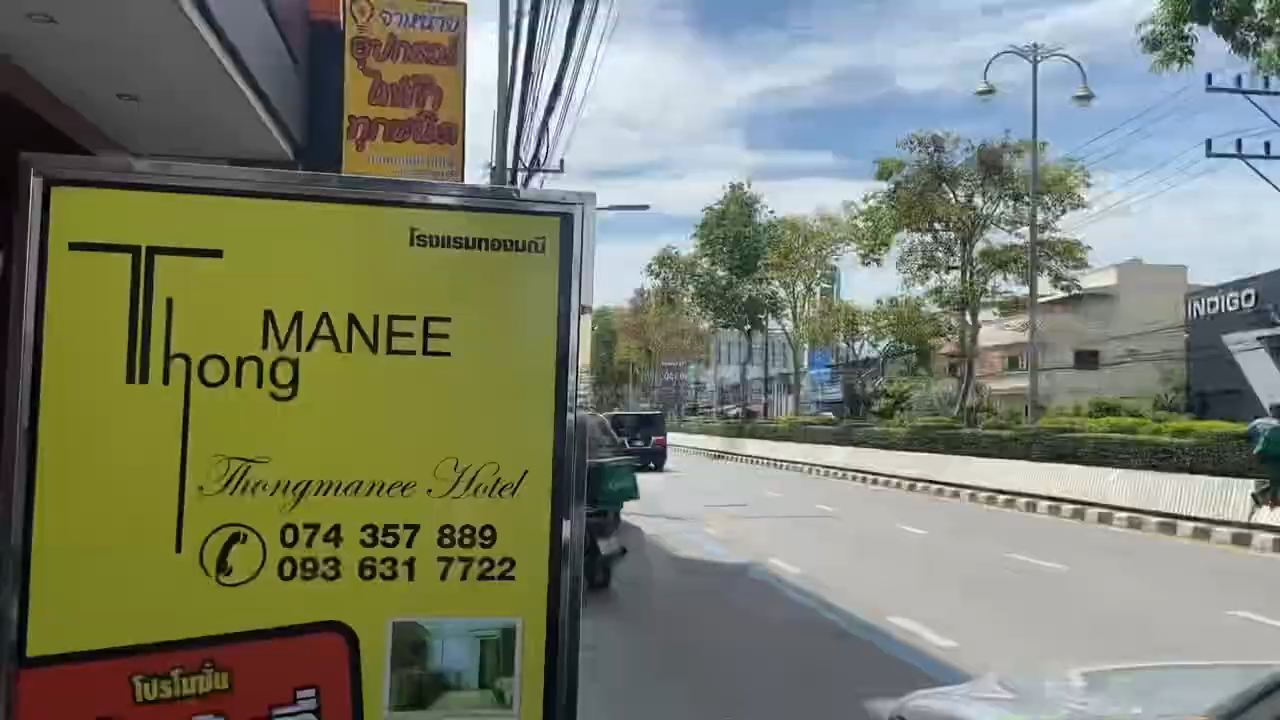 จำหน่าย
อุปกรณ์
ไฟฟ้า
ทุกชนิด
โรงแรมทองมณี
Thong MANEE
Thongmanee Hotel
074 357 889
093 631 7722
โปรโมชั่น
INDIGO